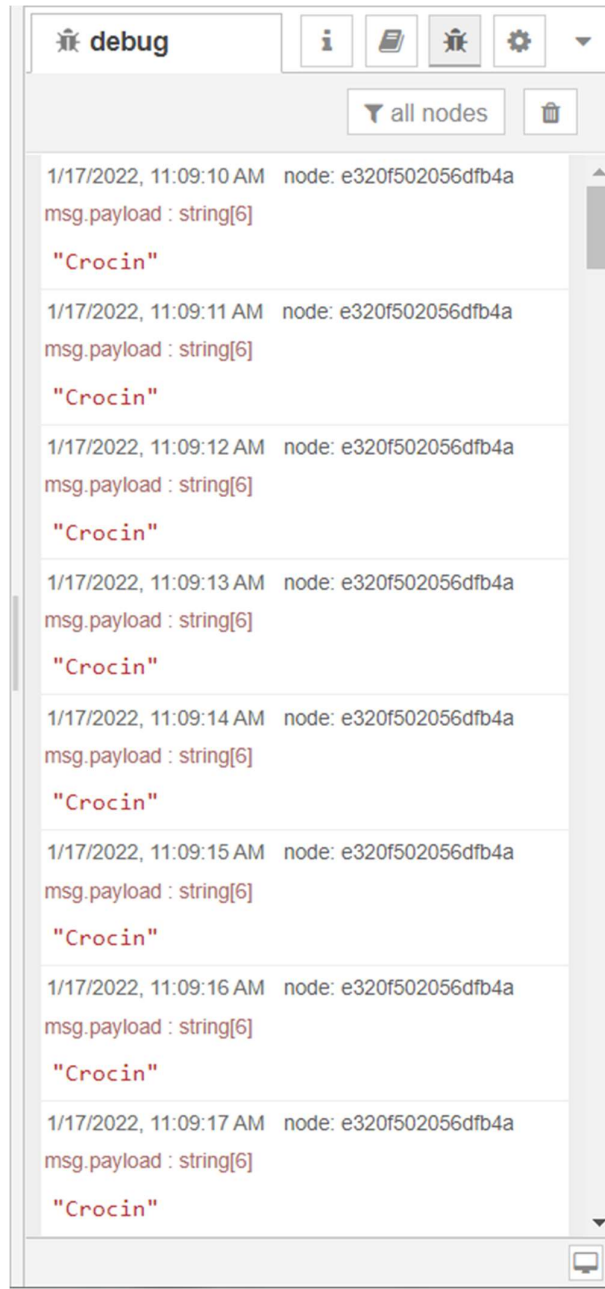 debug
i
all nodes
1/17/2022, 11:09:10 AM node: e320f502056dfb4a
msg.payload : string[6]
"Crocin"
1/17/2022, 11:09:11 AM node: e320f502056dfb4a
msg.payload : string[6]
"Crocin"
1/17/2022, 11:09:12 AM node: e320f502056dfb4a
msg.payload : string[6]
"Crocin"
1/17/2022, 11:09:13 AM node: e320f502056dfb4a
msg.payload : string[6]
"Crocin"
1/17/2022, 11:09:14 AM node: e320f502056dfb4a
msg.payload : string[6]
"Crocin"
1/17/2022, 11:09:15 AM node: e320f502056dfb4a
msg.payload : string[6]
"Crocin"
1/17/2022, 11:09:16 AM node: e320f502056dfb4a
msg.payload : string[6]
"Crocin"
1/17/2022, 11:09:17 AM node: e320f502056dfb4a
msg.payload : string[6]
"Crocin"